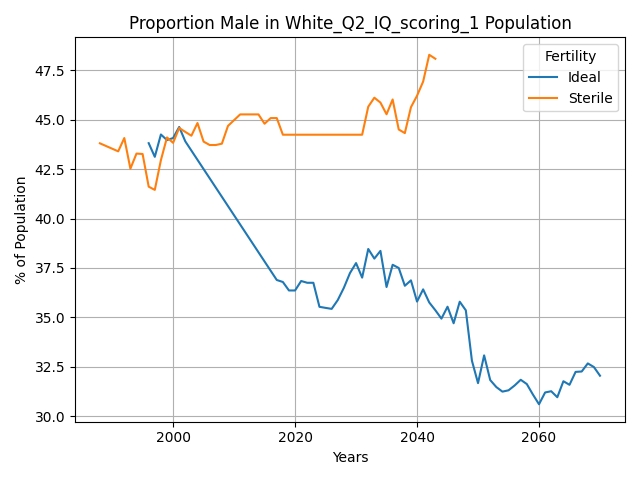 Proportion Male in White_Q2_IQ_scoring_1 Population
Fertility
Ideal
Sterile
47.5
45.0
42.5
40.0
37.5
35.0
32.5
30.0
% of Population
2000 2020 2040 2060
Years